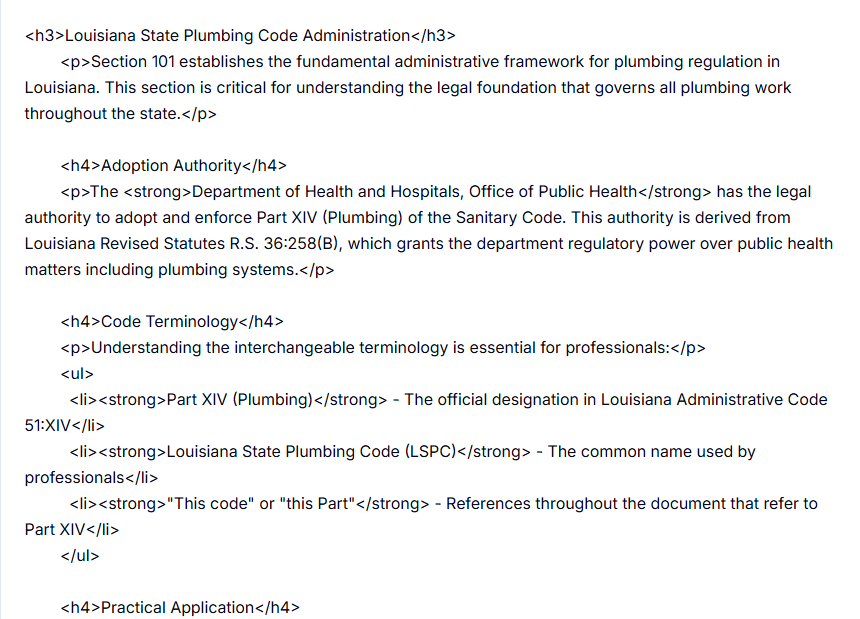 <h3>Louisiana State Plumbing Code Administration</h3>
<p>Section 101 establishes the fundamental administrative framework for plumbing regulation in
Louisiana. This section is critical for understanding the legal foundation that governs all plumbing work
throughout the state.</p>
<h4>Adoption Authority</h4>
<p>The <strong>Department of Health and Hospitals, Office of Public Health</strong> has the legal
authority to adopt and enforce Part XIV (Plumbing) of the Sanitary Code. This authority is derived from
Louisiana Revised Statutes R.S. 36:258(B), which grants the department regulatory power over public health
matters including plumbing systems.</p>
<h4>Code Terminology</h4>
<p>Understanding the interchangeable terminology is essential for professionals:</p>
<ul>
<li><strong>Part XIV (Plumbing)</strong> - The official designation in Louisiana Administrative Code
51:XIV</li>
<li><strong>Louisiana State Plumbing Code (LSPC)</strong> - The common name used by
professionals</li>
<li><strong>"This code" or "this Part"</strong> - References throughout the document that refer to
Part XIV</li>
</ul>
<h4>Practical Application</h4>